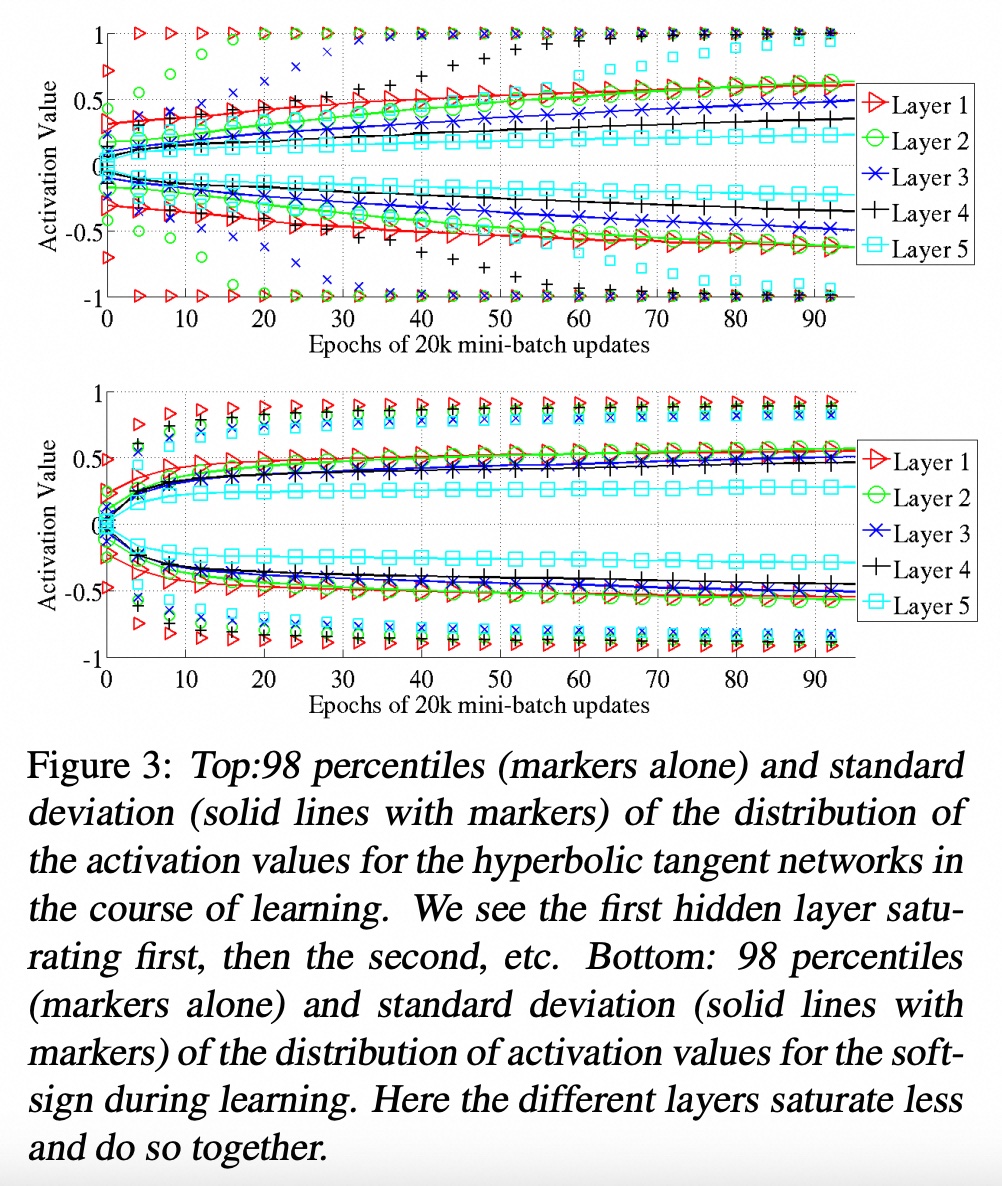 1
0.5
0
-0.5
-1
Activation Value
0 10 20 30 40 50 60 70 80 90
Epochs of 20k mini-batch updates
Layer 1
Layer 2
Layer 3
Layer 4
Layer 5
1
0.5
0
-0.5
-1
Activation Value
0 10 20 30 40 50 60 70 80 90
Epochs of 20k mini-batch updates
Layer 1
Layer 2
Layer 3
Layer 4
Layer 5
Figure 3: Top:98 percentiles (markers alone) and standard
deviation (solid lines with markers) of the distribution of
the activation values for the hyperbolic tangent networks in
the course of learning. We see the first hidden layer satu-
rating first, then the second, etc. Bottom: 98 percentiles
(markers alone) and standard deviation (solid lines with
markers) of the distribution of activation values for the soft-
sign during learning. Here the different layers saturate less
and do so together.